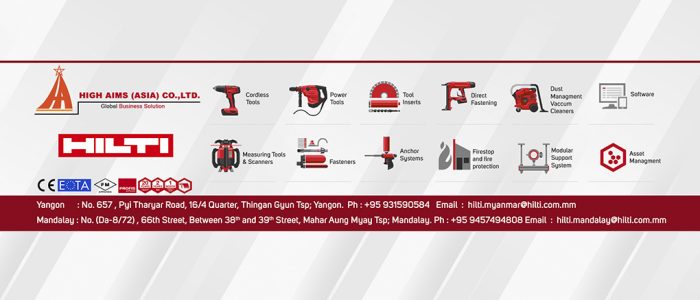 HIGH AIMS (ASIA) CO.,LTD.
Global Business Solution
HILTI
CE EOTA FM APPROVED PROFIS
Cordless
Tools
Power
Tools
Tool
Inserts
Direct
Fastening
Dust
Managment
Vaccum
Cleaners
Software
Measuring Tools
& Scanners
Fasteners
Anchor
Systems
Firestop
and fire
protection
Modular
Support
System
Asset
Managment
Yangon : No. 657 , Pyi Tharyar Road, 16/4 Quarter, Thingan Gyun Tsp; Yangon. Ph : +95 931590584 Email : hilti.myanmar@hilti.com.mm
Mandalay : No. (Da-8/72) , 66th Street, Between 38th and 39th Street, Mahar Aung Myay Tsp; Mandalay. Ph : +95 9457494808 Email : hilti.mandalay@hilti.com.mm